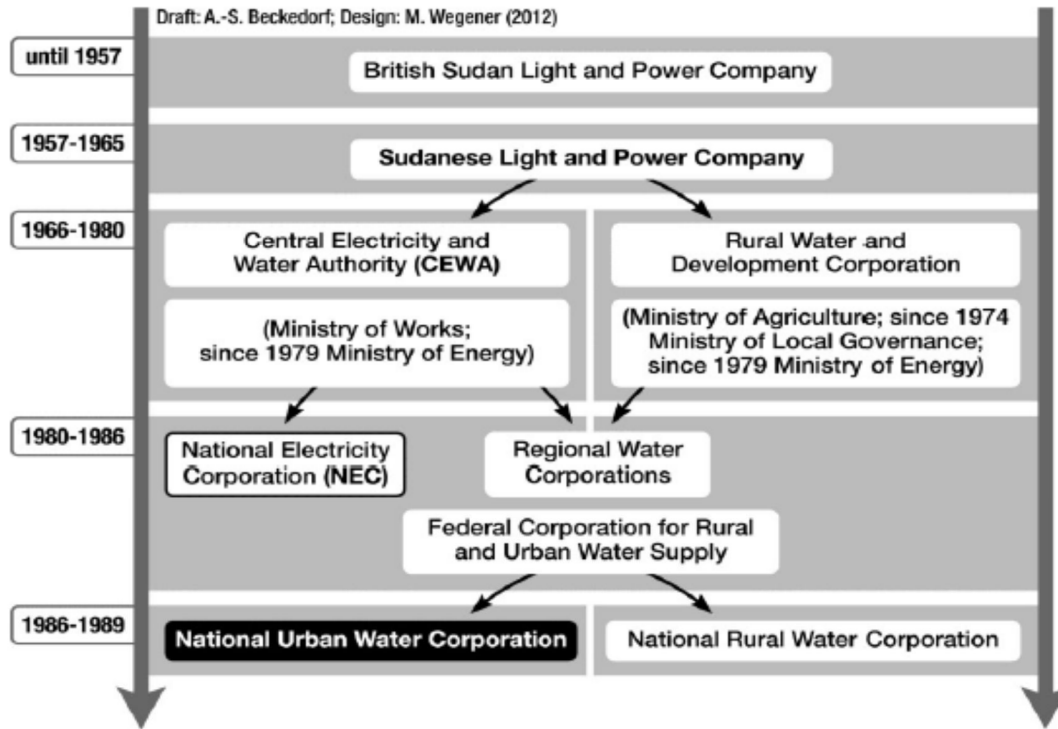 Draft: A.-S. Beckedorf; Design: M. Wegener (2012)
until 1957
British Sudan Light and Power Company
1957-1965
Sudanese Light and Power Company
1966-1980
Central Electricity and
Water Authority (CEWA)
Rural Water and
Development Corporation
(Ministry of Works;
since 1979 Ministry of Energy)
(Ministry of Agriculture; since 1974
Ministry of Local Governance;
since 1979 Ministry of Energy)
1980-1986
National Electricity
Corporation (NEC)
Regional Water
Corporations
Federal Corporation for Rural
and Urban Water Supply
1986-1989
National Urban Water Corporation
National Rural Water Corporation